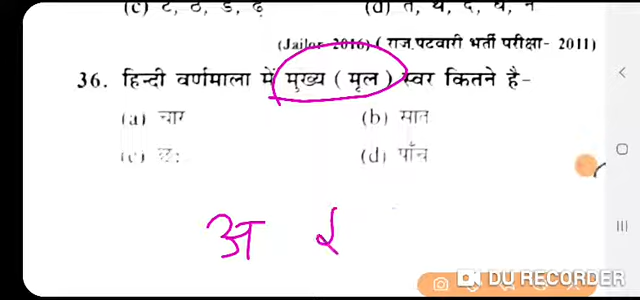 (c) ट, ठ, ड, ढ़ (d) त, थ, द, ध, न
(Jailor 2016) ( राज. पटवारी भर्ती परीक्षा- 2011)
36. हिन्दी वर्णमाला में मुख्य ( मूल ) स्वर कितने है-
(a) चार (b) सात
(c) छः (d) पाँच
अ
DU RECORDER